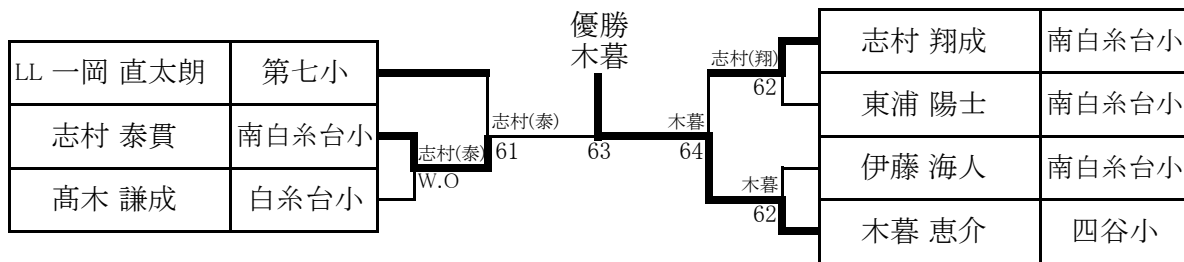 優勝
木暮
LL 一岡 直太朗 第七小
志村 泰貫 南白糸台小
髙木 謙成 白糸台小
志村(泰)
W.O
志村(泰)
61
63
木暮
64
志村(翔)
62
木暮
62
志村 翔成 南白糸台小
東浦 陽士 南白糸台小
伊藤 海人 南白糸台小
木暮 恵介 四谷小